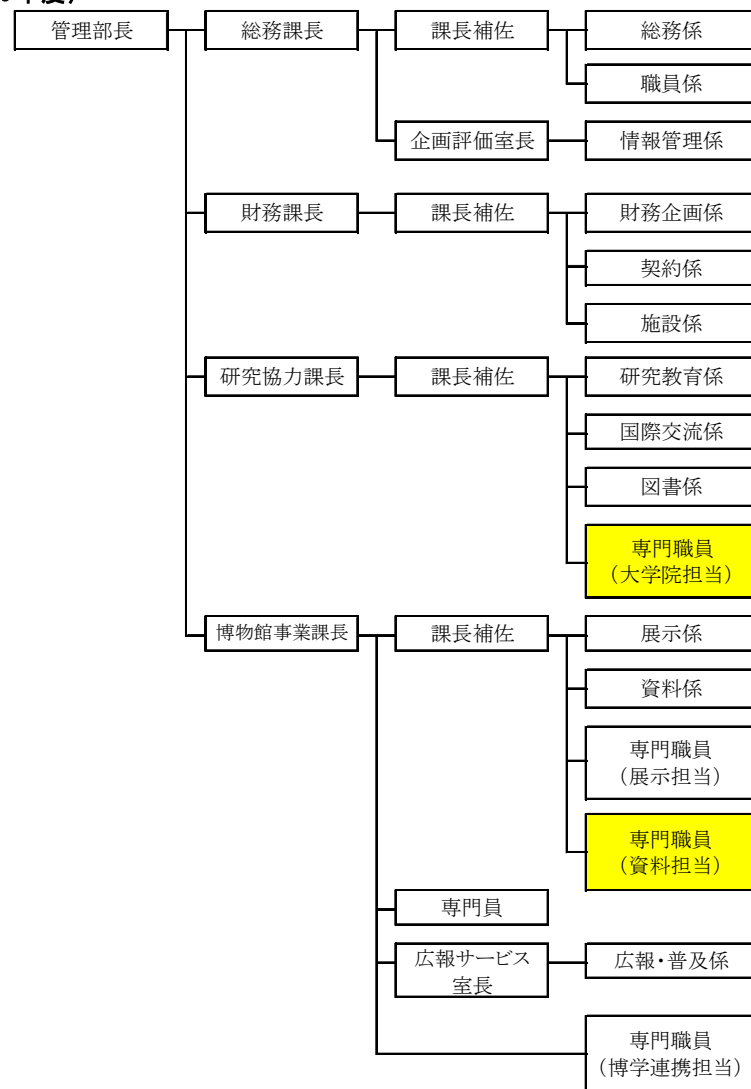 年度）
管理部長
総務課長
課長補佐
総務係
職員係
企画評価室長
情報管理係
財務課長
課長補佐
財務企画係
契約係
施設係
研究協力課長
課長補佐
研究教育係
国際交流係
図書係
専門職員
（大学院担当）
博物館事業課長
課長補佐
展示係
資料係
専門職員
（展示担当）
専門職員
（資料担当）
専門員
広報サービス
室長
広報・普及係
専門職員
（博学連携担当）